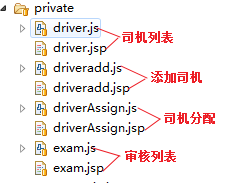 private
driver.js
driver.jsp
司机列表
driveradd.js
driveradd.jsp
添加司机
driverAssign.js
driverAssign.jsp
司机分配
exam.js
exam.jsp
审核列表